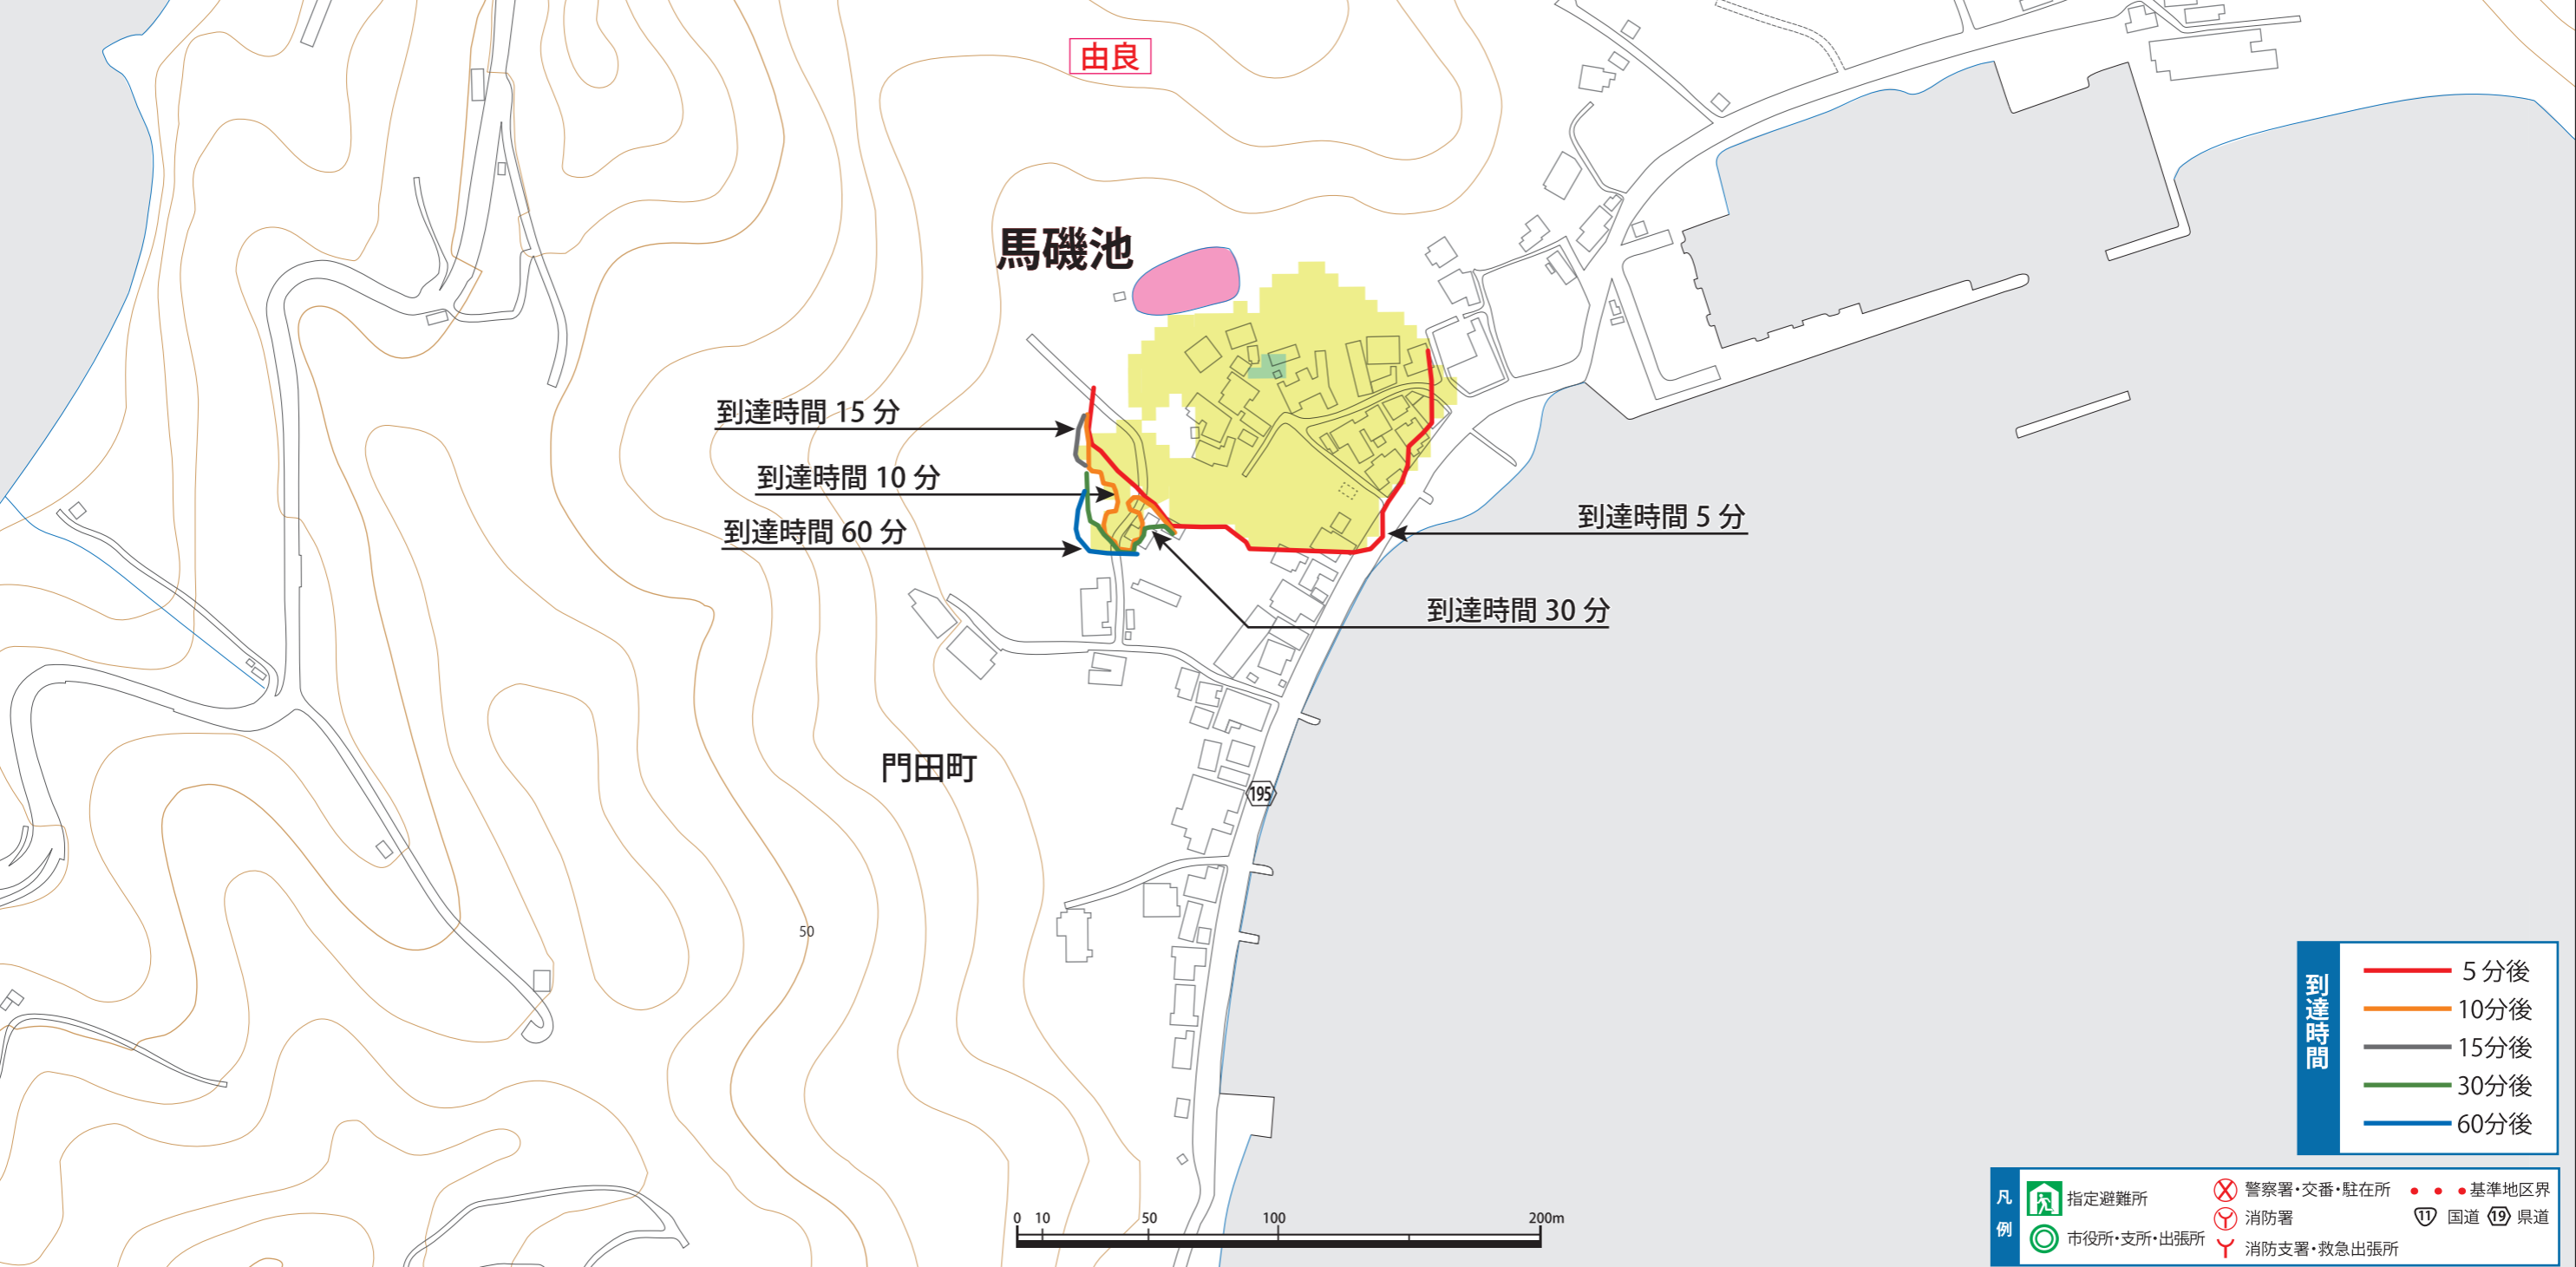 由良
馬磯池
到達時間 15 分
到達時間 10 分
到達時間 60 分
到達時間 5 分
到達時間 30 分
門田町
195
50
0 10 50 100 200m
到達時間
5分後
10分後
15分後
30分後
60分後
凡例
指定避難所
市役所・支所・出張所
警察署・交番・駐在所
消防署
消防支署・救急出張所
基準地区界
11 国道 19 県道